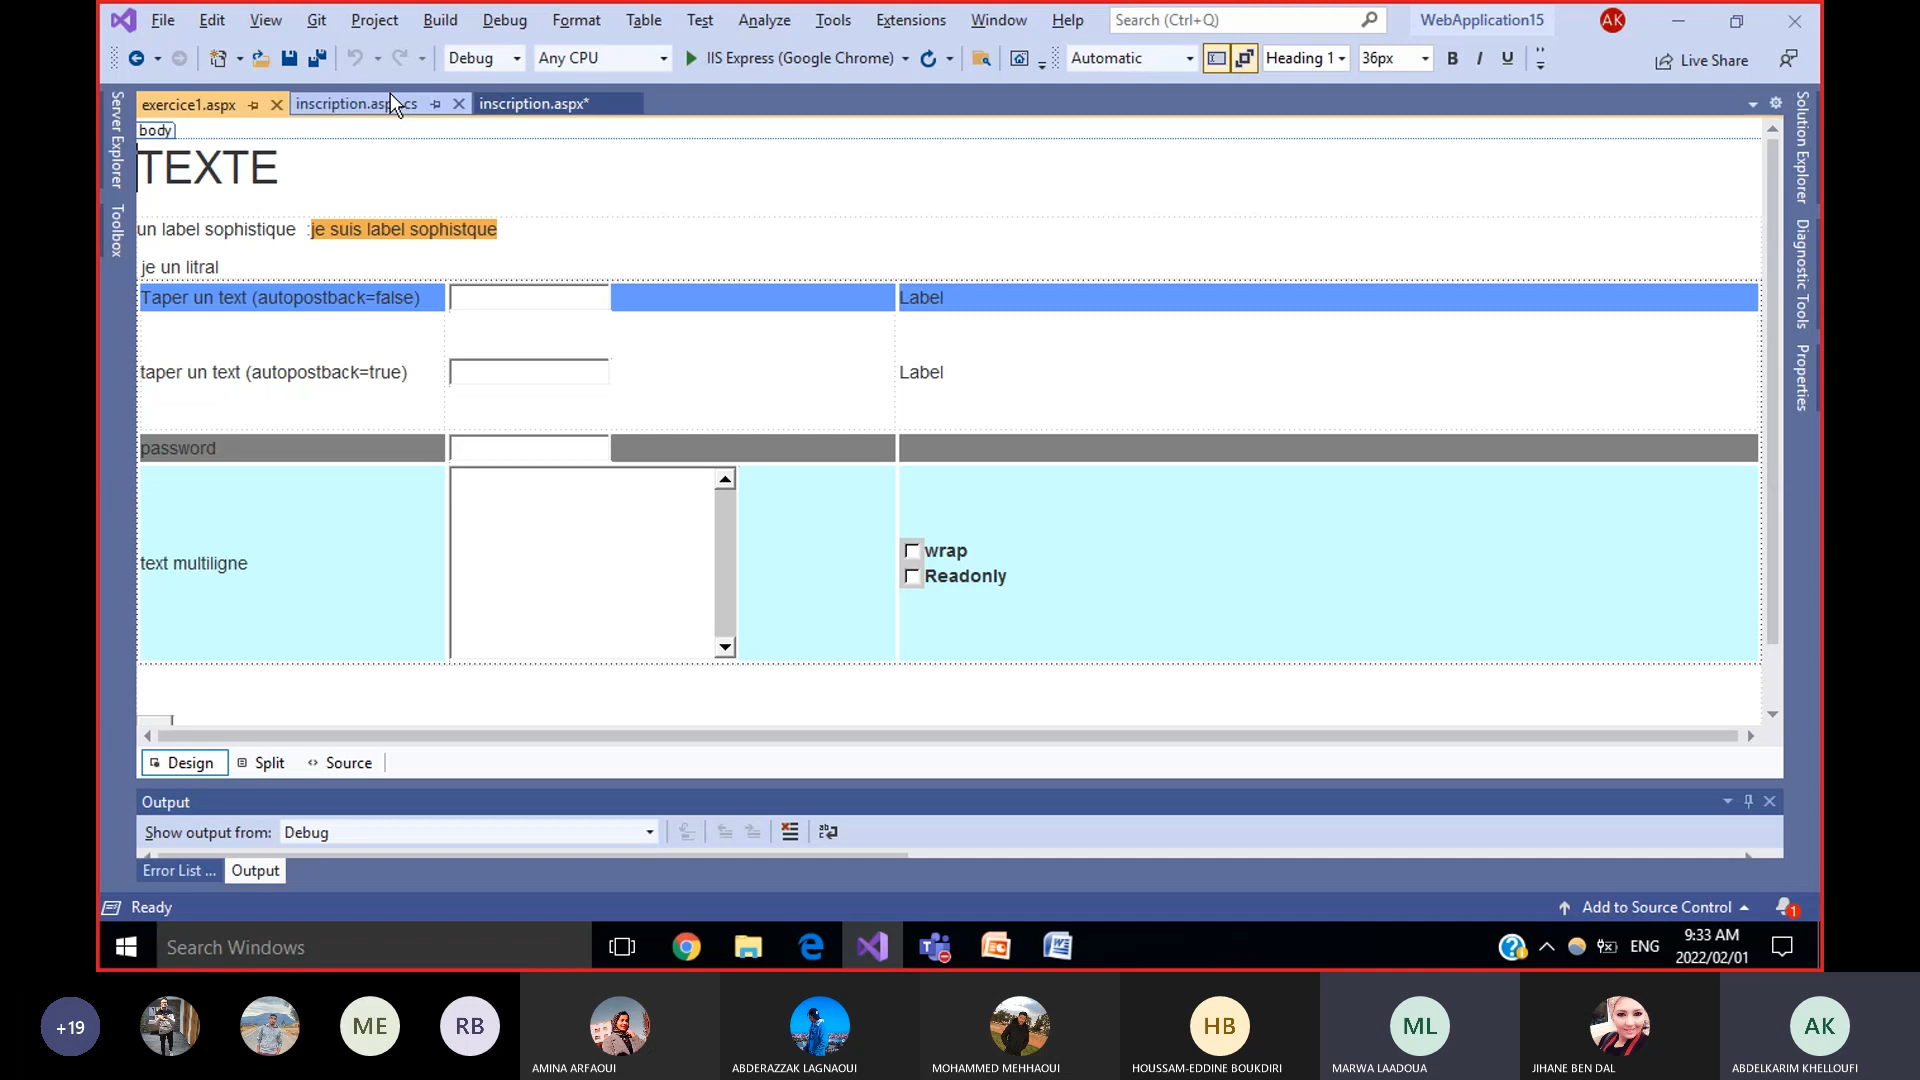 File Edit View Git Project Build Debug Format Table Test Analyze Tools Extensions Window Help Search (Ctrl+Q) WebApplication15 AK
Debug Any CPU IIS Express (Google Chrome) Automatic Heading 1 36px B I U Live Share
exercice1.aspx inscription.aspx.cs inscription.aspx*
Server Explorer
Toolbox
Solution Explorer
Diagnostic Tools
Properties
body
TEXTE
un label sophistique :je suis label sophistque
je un litral
Taper un text (autopostback=false) Label
taper un text (autopostback=true) Label
password
text multiligne
wrap
Readonly
Design Split Source
Output
Show output from: Debug
Error List ... Output
Ready Add to Source Control 1
Search Windows ENG 9:33 AM
2022/02/01
+19 ME RB HB ML AK
AMINA ARFAOUI ABDERAZZAK LAGNAOUI MOHAMMED MEHHAOUI HOUSSAM-EDDINE BOUKDIRI MARWA LAADOUA JIHANE BEN DAL ABDELKARIM KHELLOUFI